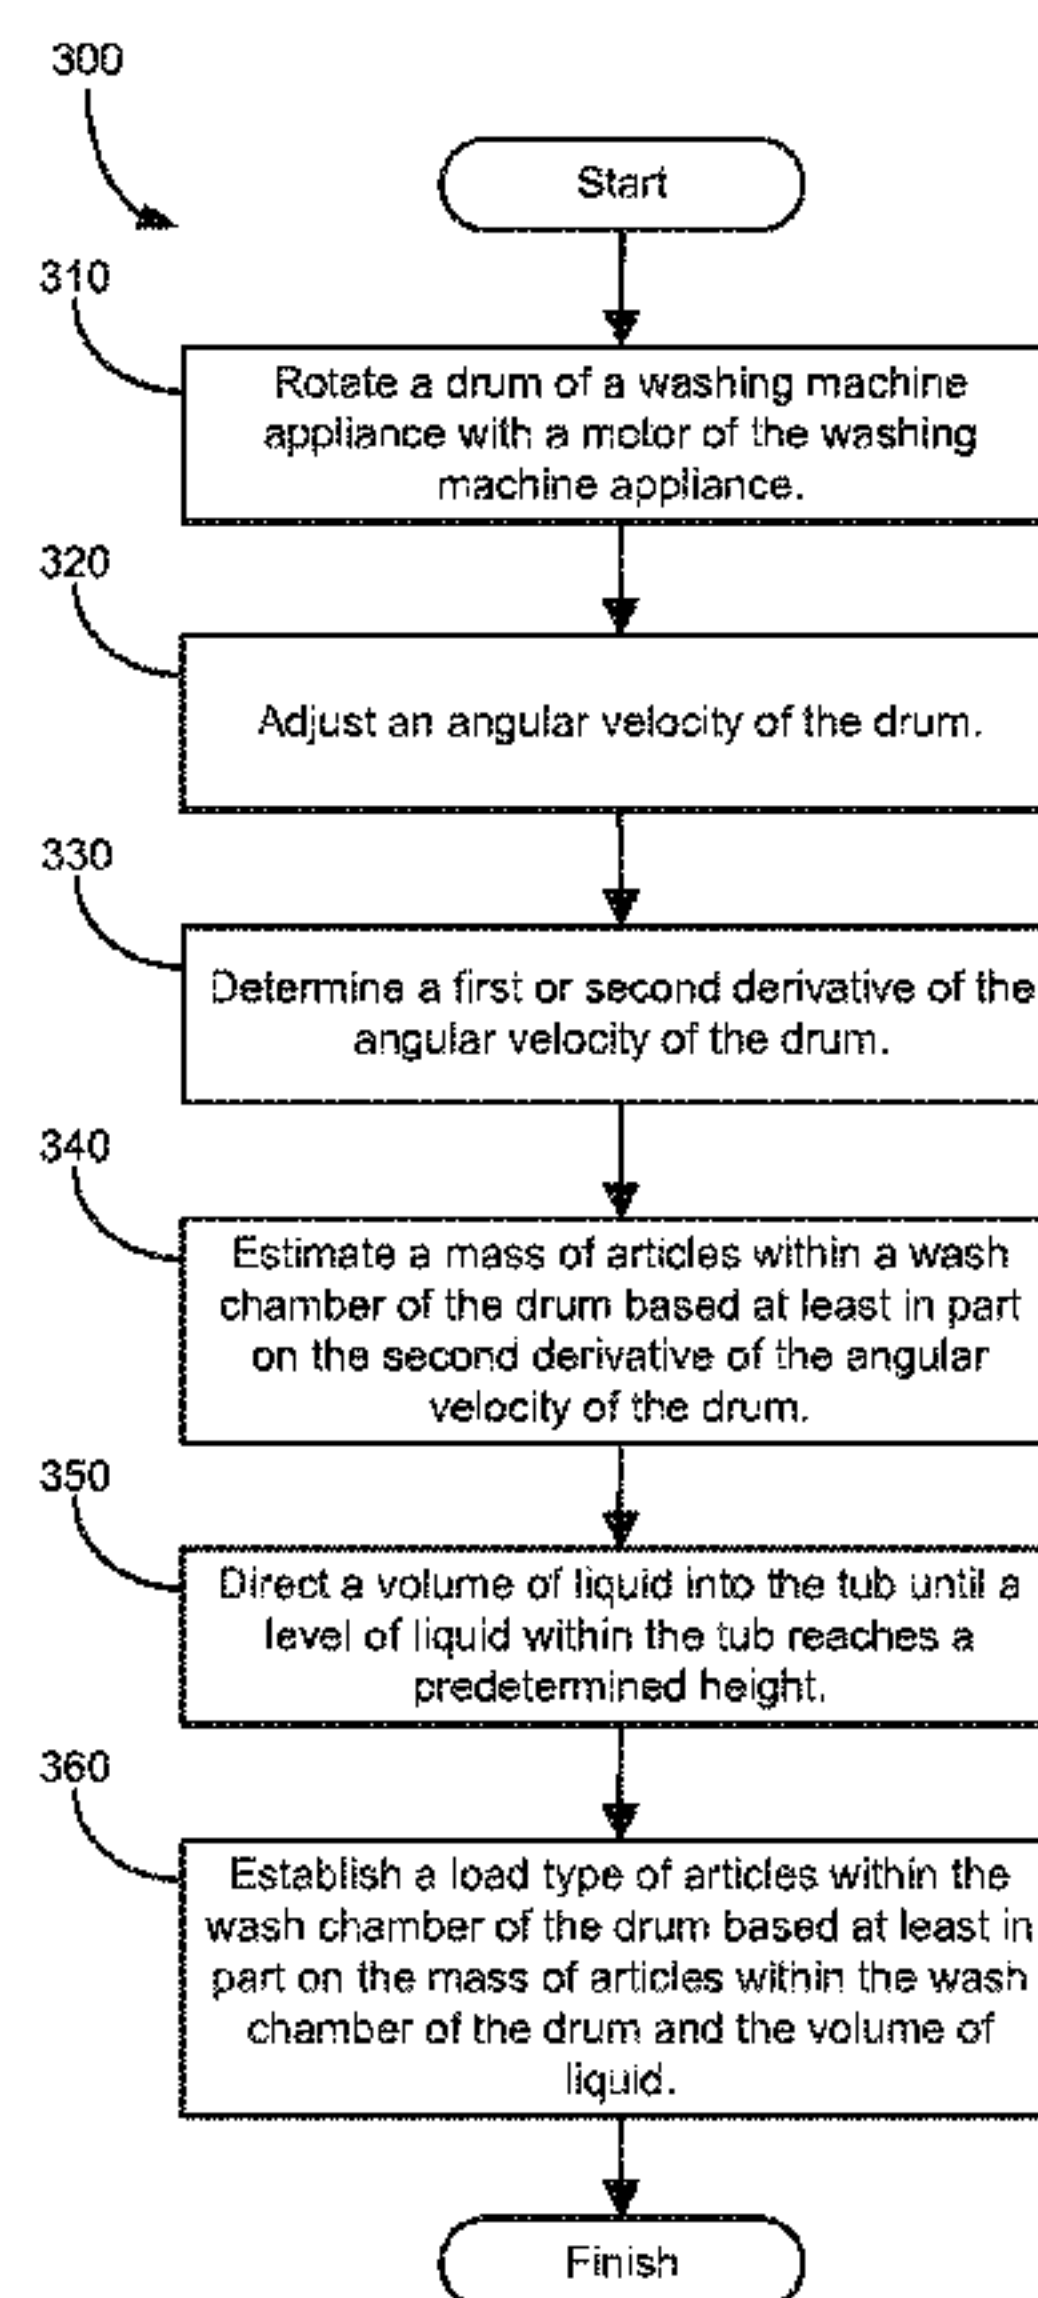 300
Start
310
Rotate a drum of a washing machine
appliance with a motor of the washing
machine appliance.
320
Adjust an angular velocity of the drum.
330
Determine a first or second derivative of the
angular velocity of the drum.
340
Estimate a mass of articles within a wash
chamber of the drum based at least in part
on the second derivative of the angular
velocity of the drum.
350
Direct a volume of liquid into the tub until a
level of liquid within the tub reaches a
predetermined height.
360
Establish a load type of articles within the
wash chamber of the drum based at least in
part on the mass of articles within the wash
chamber of the drum and the volume of
liquid.
Finish